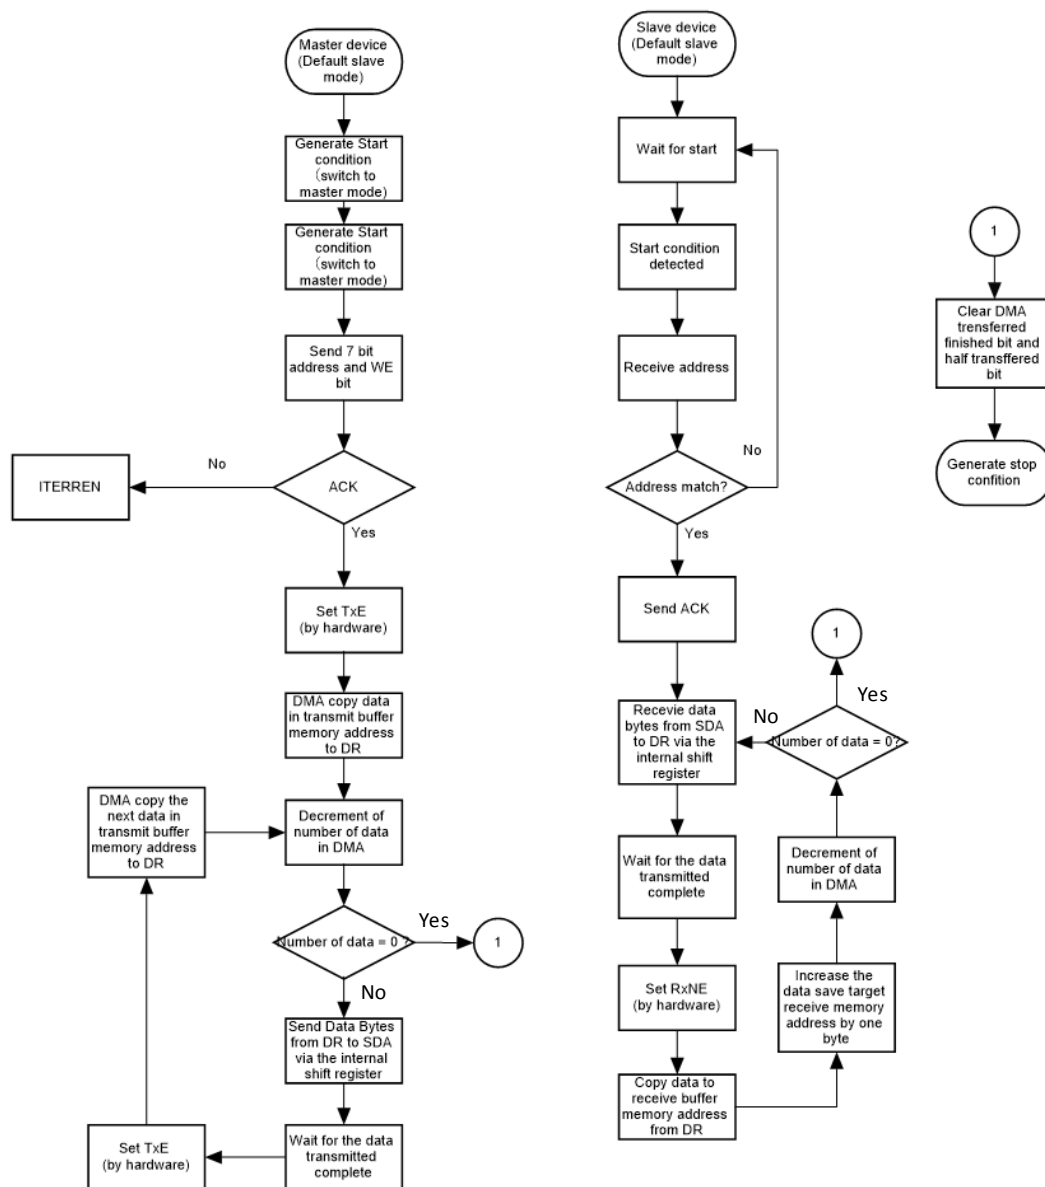 Master device
(Default slave
mode)
Generate Start
condition
(switch to
master mode)
Generate Start
condition
(switch to
master mode)
Send 7 bit
address and WE
bit
No
ITERREN
ACK
Yes
Set TxE
(by hardware)
DMA copy data
in transmit buffer
memory address
to DR
DMA copy the
next data in
transmit buffer
memory address
to DR
Decrement of
number of data
in DMA
Number of data = 0 ?
Yes
1
No
Send Data Bytes
from DR to SDA
via the internal
shift register
Set TxE
(by hardware)
Wait for the data
transmitted
complete
Slave device
(Default slave
mode)
Wait for start
Start condition
detected
Receive address
No
Address match?
Yes
Send ACK
1
Yes
No
Recevie data
bytes from SDA
to DR via the
internal shift
register
Number of data = 0?
Wait for the data
transmitted
complete
Decrement of
number of data
in DMA
Set RxNE
(by hardware)
Increase the
data save target
receive memory
address by one
byte
Copy data to
receive buffer
memory address
from DR
1
Clear DMA
trensferred
finished bit and
half transffered
bit
Generate stop
confition